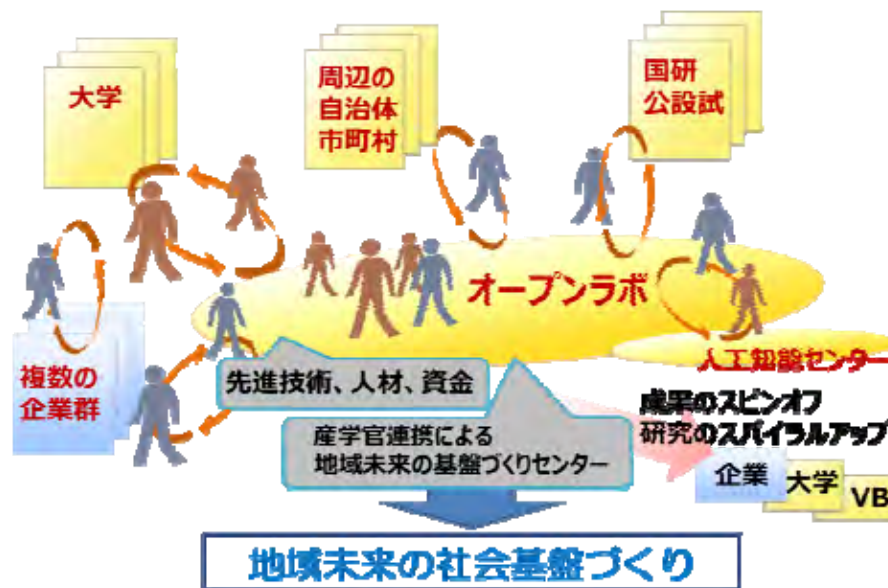 大学
周辺の
自治体
市町村
国研
公設試
オープンラボ
複数の
企業群
人工知能センター
先進技術、人材、資金
成果のスピンオフ
研究のスパイラルアップ
産学官連携による
地域未来の基盤づくりセンター
企業
大学
VB
地域未来の社会基盤づくり